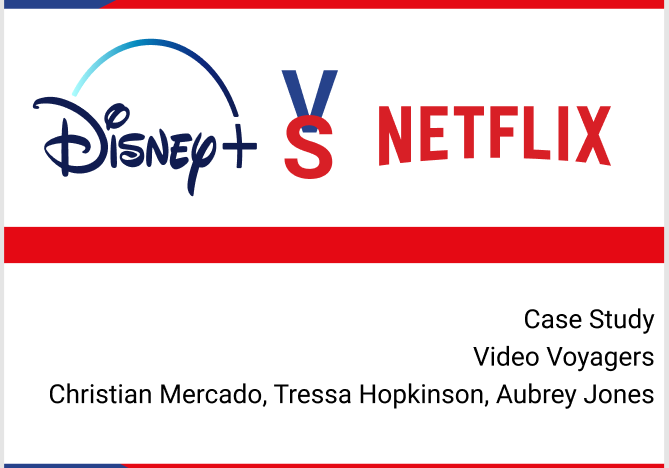 Disney+ VS NETFLIX
Case Study
Video Voyagers
Christian Mercado, Tressa Hopkinson, Aubrey Jones